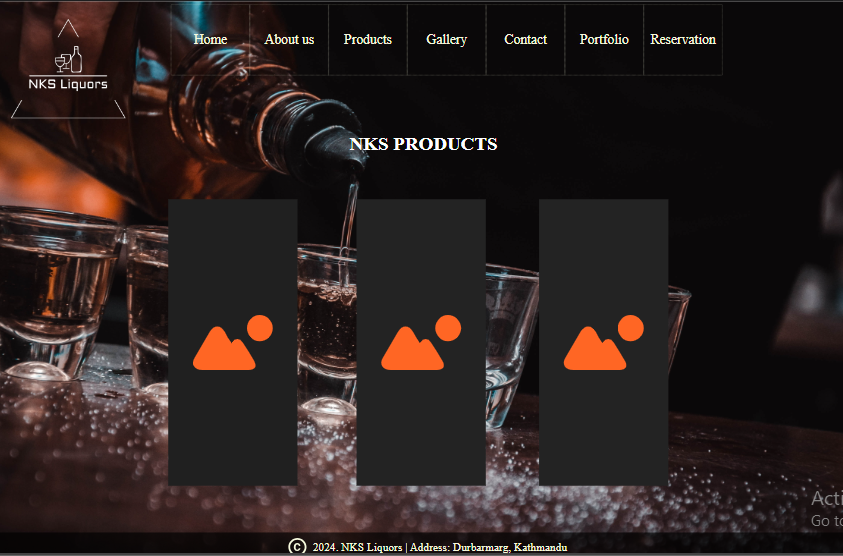 Home About us Products Gallery Contact Portfolio Reservation
NKS Liquors
NKS PRODUCTS
Go to
© 2024. NKS Liquors | Address: Durbarmarg, Kathmandu